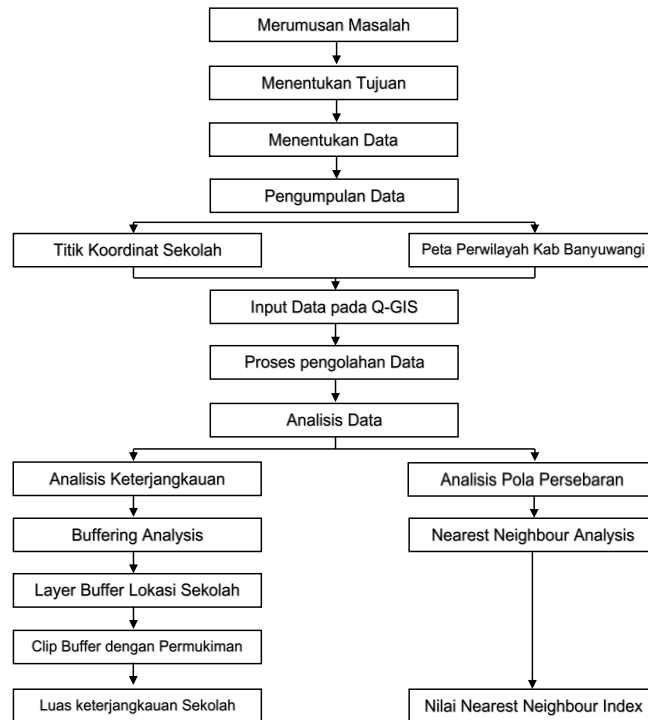 Merumusan Masalah
Menentukan Tujuan
Menentukan Data
Pengumpulan Data
Titik Koordinat Sekolah
Peta Perwilayah Kab Banyuwangi
Input Data pada Q-GIS
Proses pengolahan Data
Analisis Data
Analisis Keterjangkauan
Analisis Pola Persebaran
Buffering Analysis
Nearest Neighbour Analysis
Layer Buffer Lokasi Sekolah
Clip Buffer dengan Permukiman
Luas keterjangkauan Sekolah
Nilai Nearest Neighbour Index